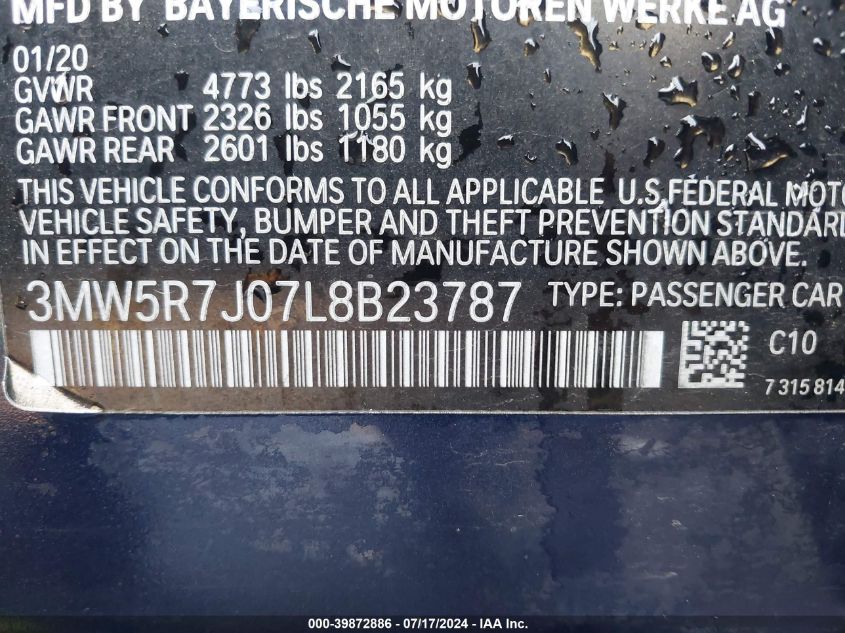 MFD BY BAYERISCHE MOTOREN WERKE AG
01/20
GVWR 4773 lbs 2165 kg
GAWR FRONT 2326 lbs 1055 kg
GAWR REAR 2601 lbs 1180 kg
THIS VEHICLE CONFORMS TO ALL APPLICABLE U.S. FEDERAL MOTO
VEHICLE SAFETY, BUMPER AND THEFT PREVENTION STANDARD
IN EFFECT ON THE DATE OF MANUFACTURE SHOWN ABOVE.
3MW5R7J07L8B23787 TYPE: PASSENGER CAR
C10
7 315 814
000-39872886 - 07/17/2024 - © IAA, Inc.